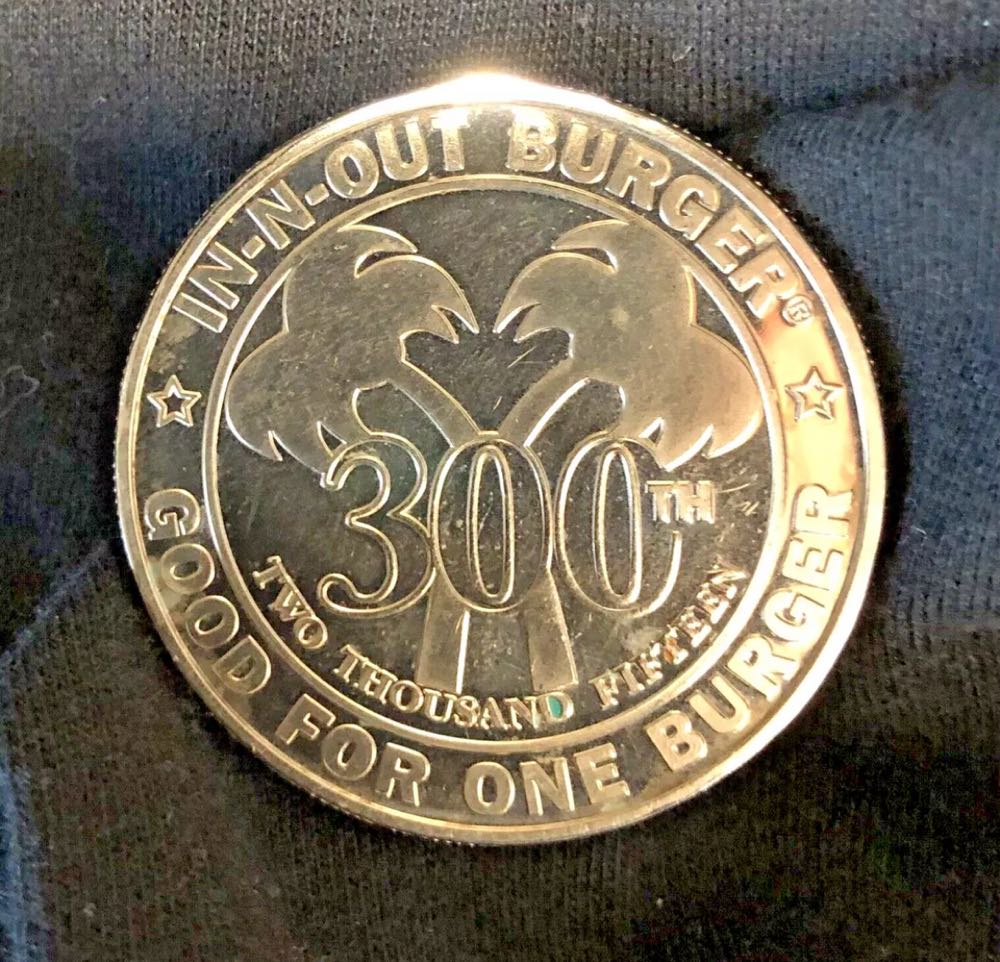 IN-N-OUT BURGER®
300TH
TWO THOUSAND FIFTEEN
GOOD FOR ONE BURGER